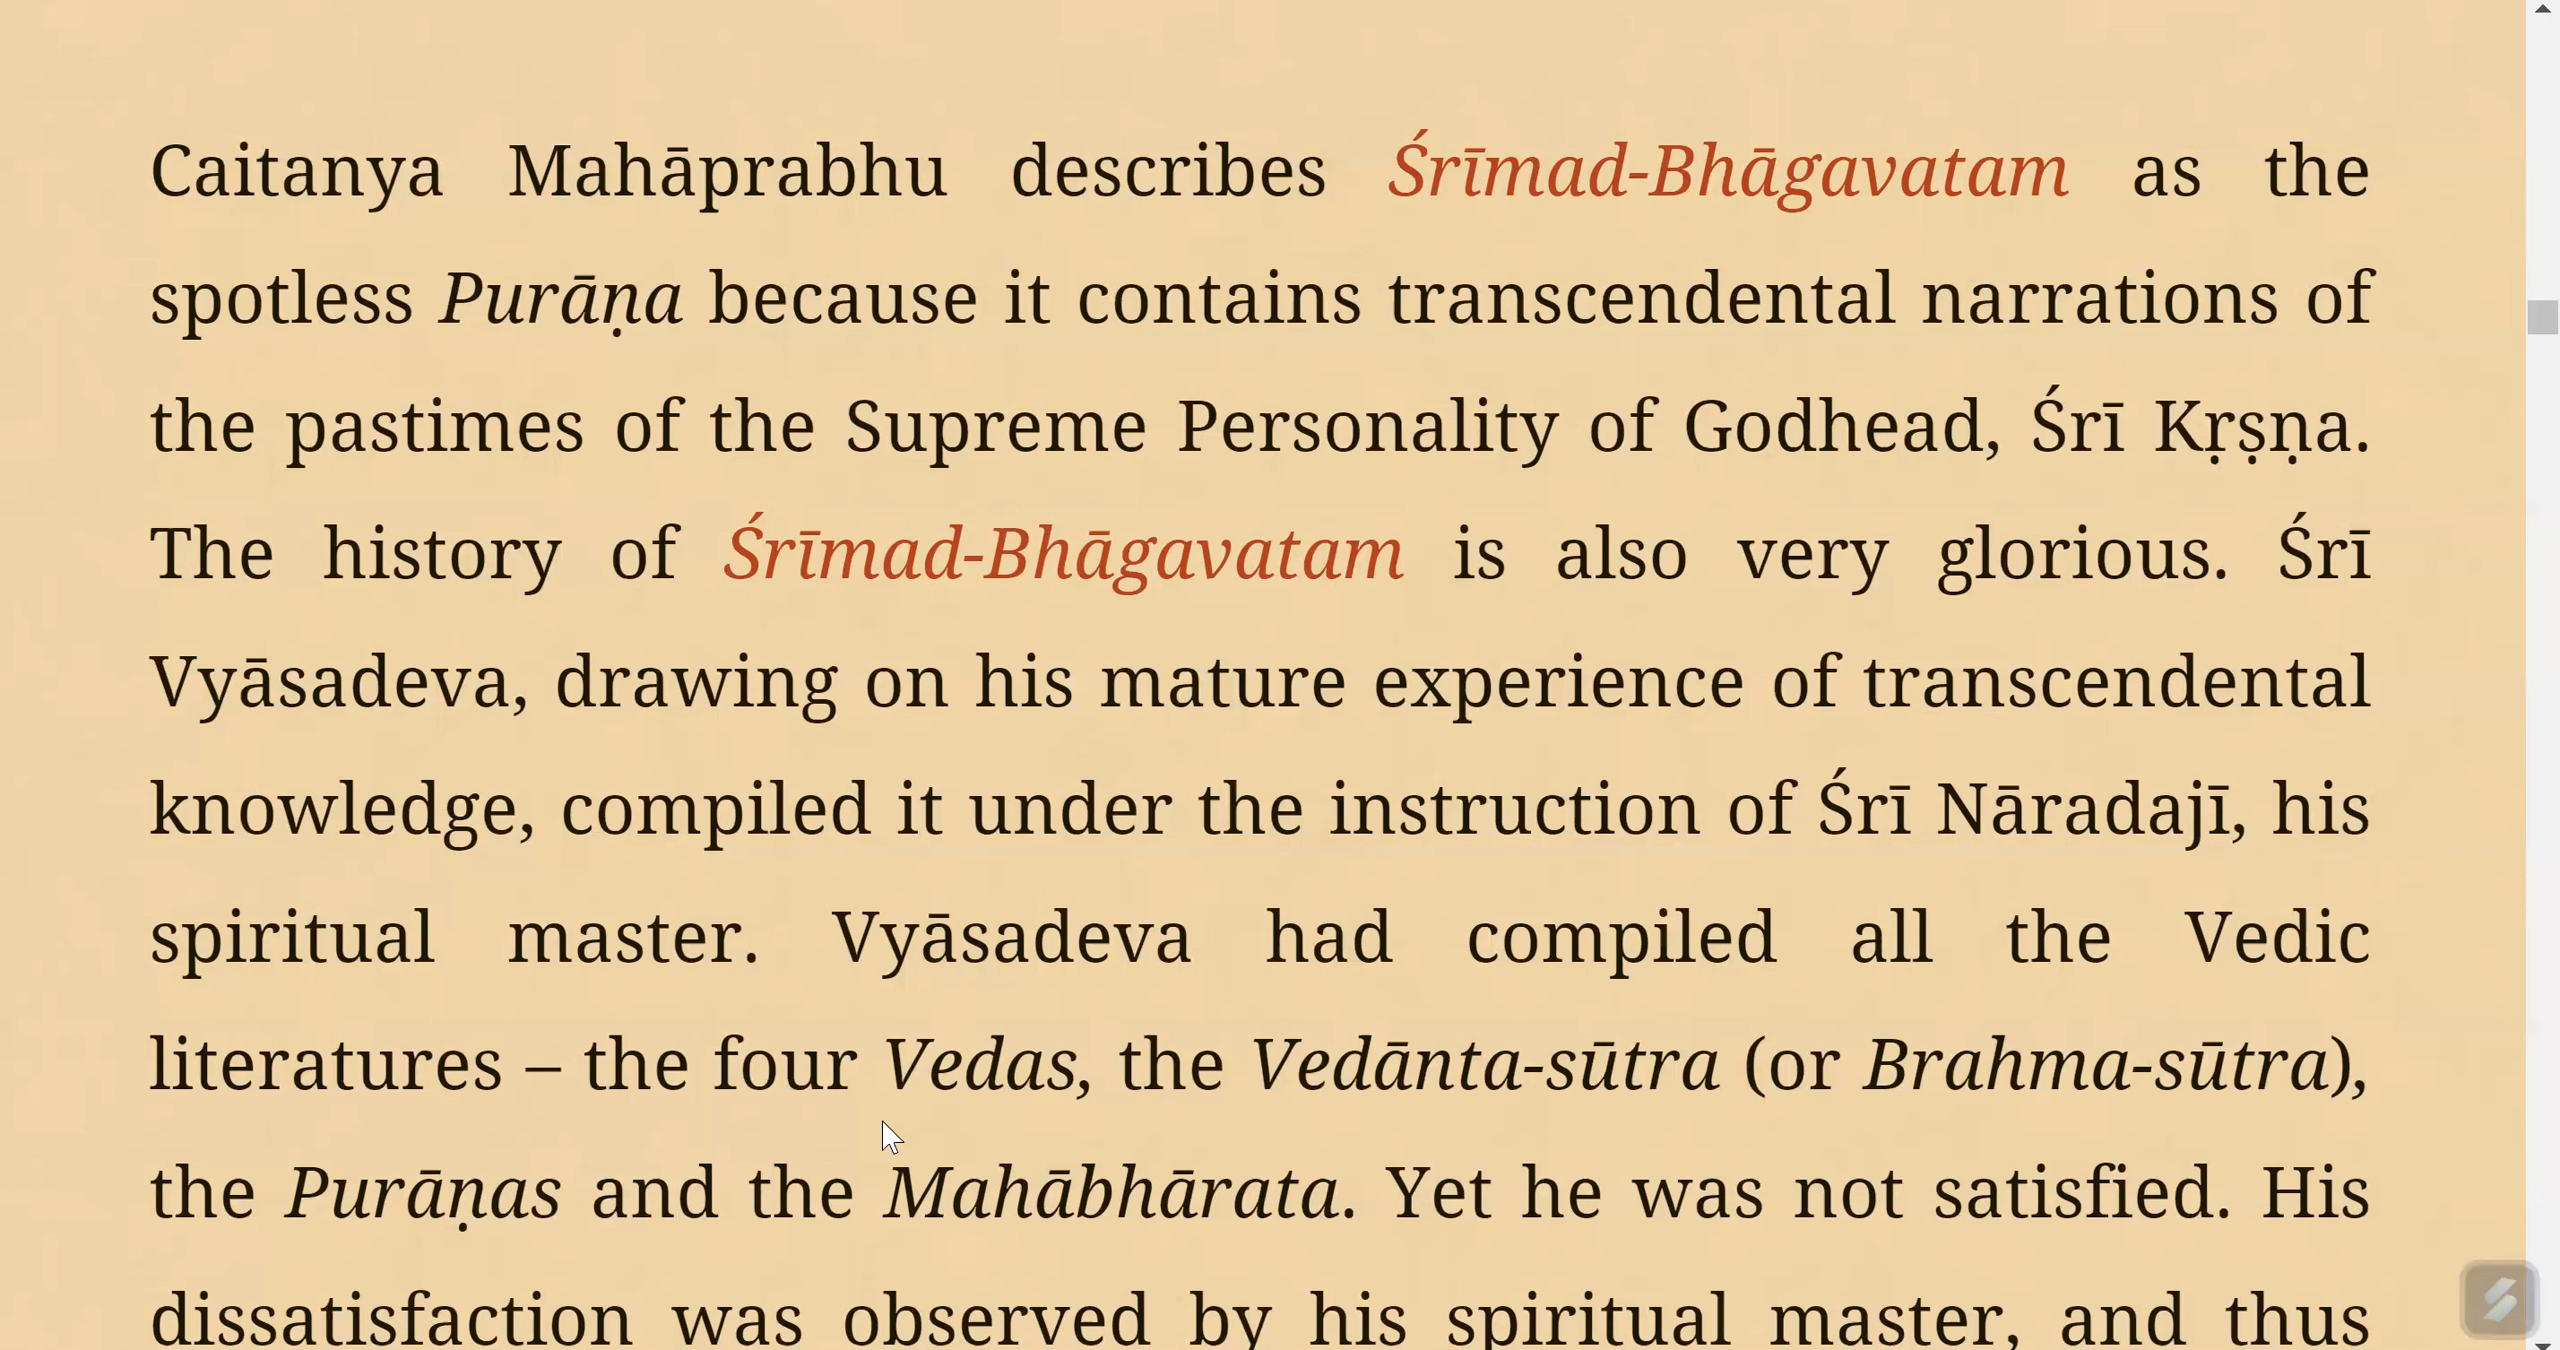 Caitanya Mahāprabhu describes Śrīmad-Bhāgavatam as the
spotless Purāṇa because it contains transcendental narrations of
the pastimes of the Supreme Personality of Godhead, Śrī Kṛṣṇa.
The history of Śrīmad-Bhāgavatam is also very glorious. Śrī
Vyāsadeva, drawing on his mature experience of transcendental
knowledge, compiled it under the instruction of Śrī Nāradajī, his
spiritual master. Vyāsadeva had compiled all the Vedic
literatures – the four Vedas, the Vedānta-sūtra (or Brahma-sūtra),
the Purāṇas and the Mahābhārata. Yet he was not satisfied. His
dissatisfaction was observed by his spiritual master, and thus